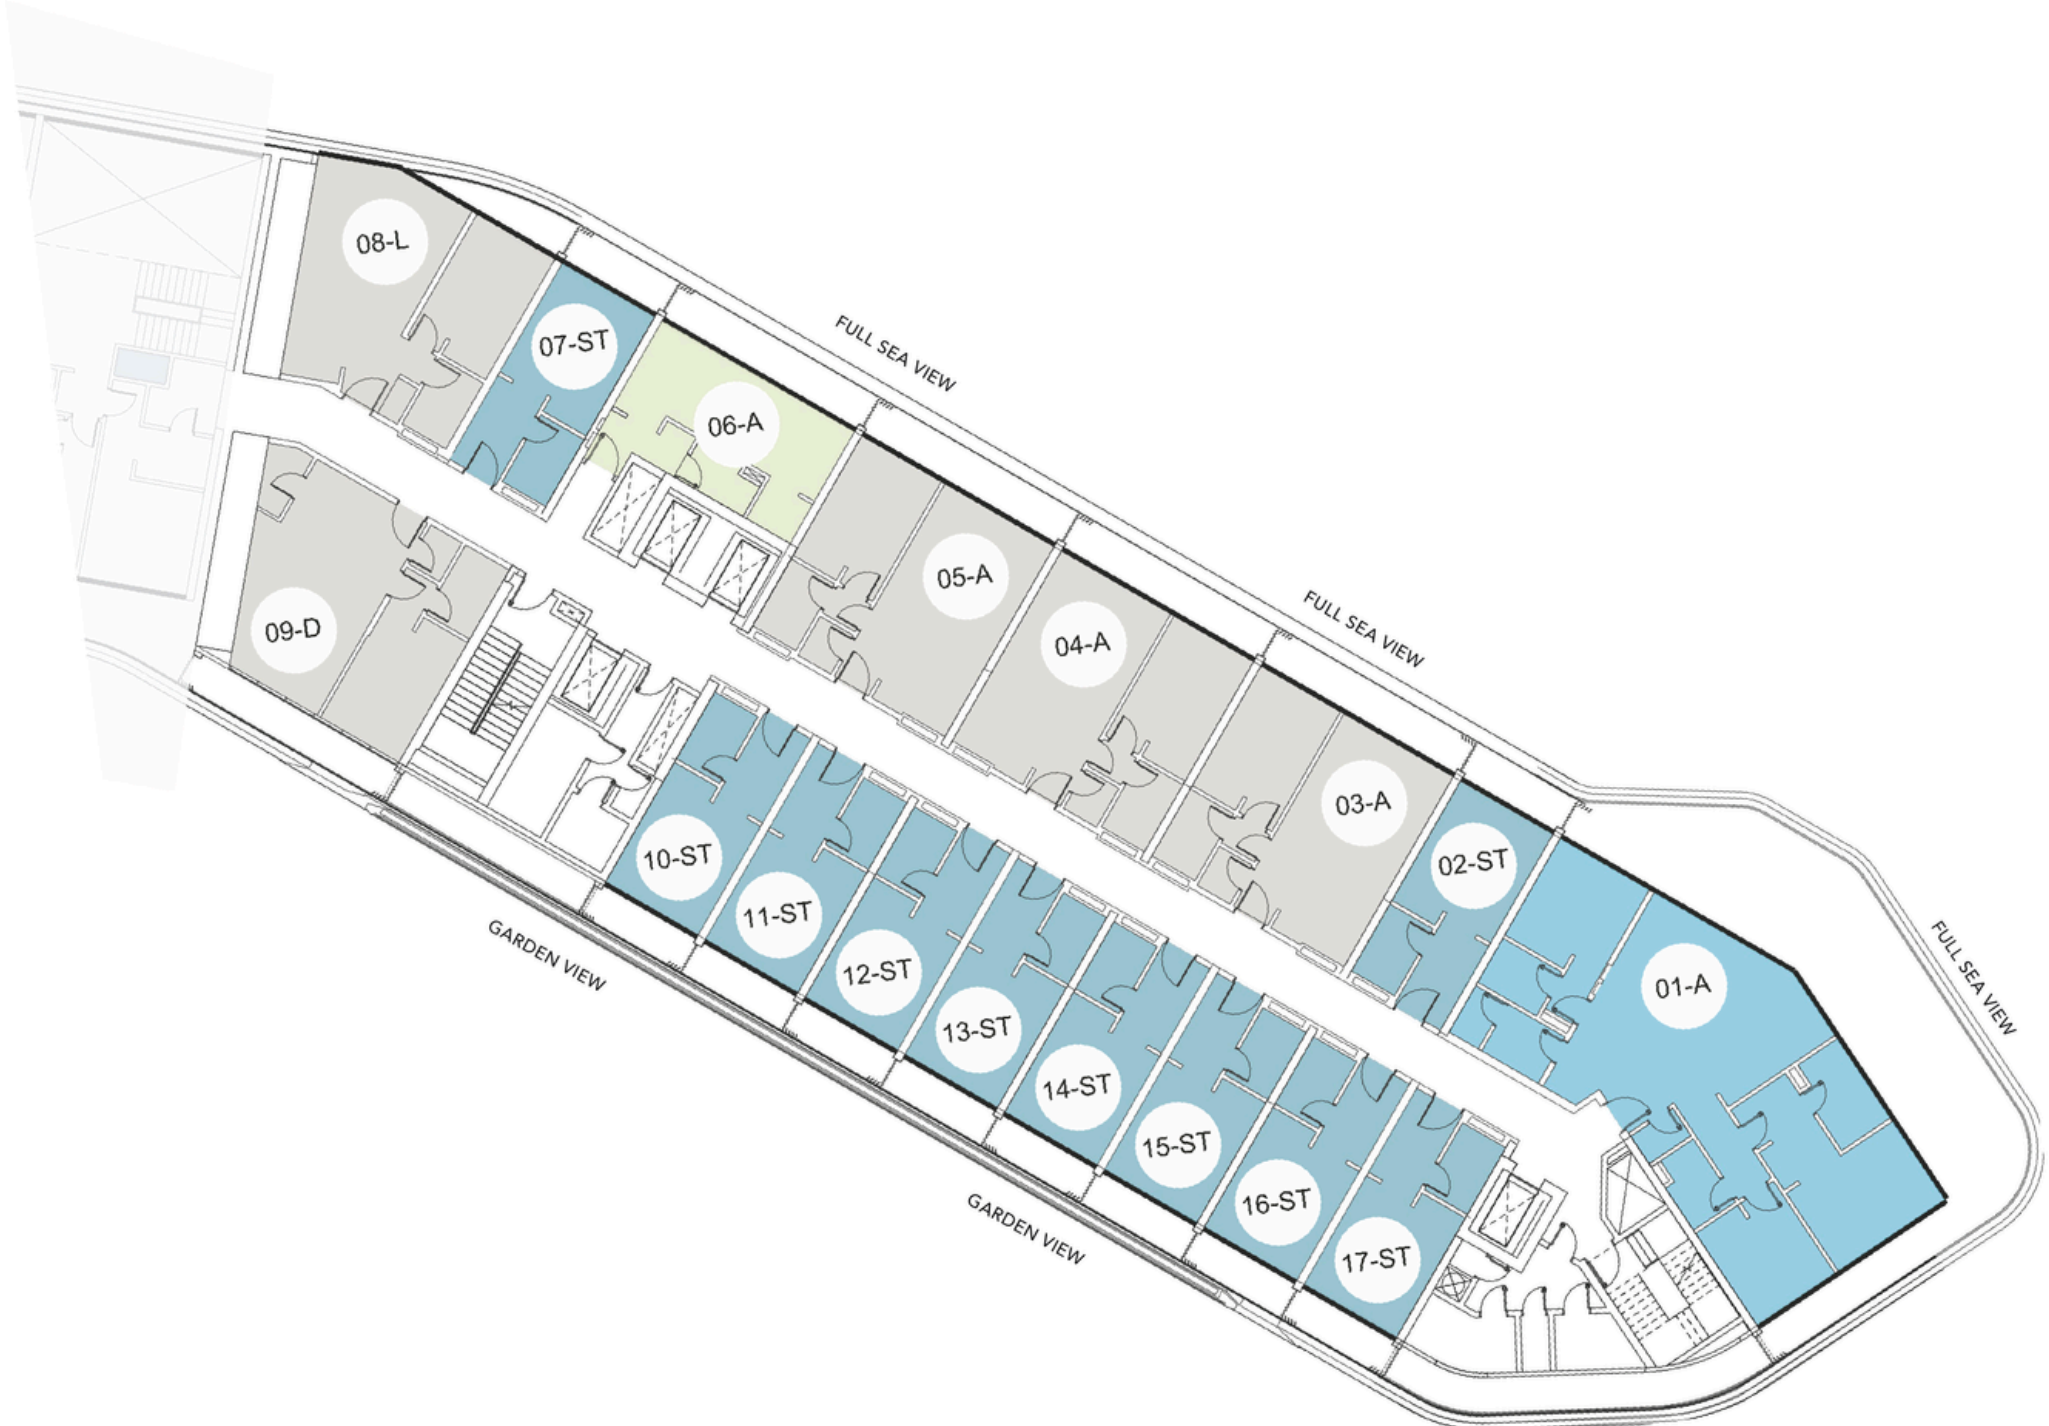 08-L
07-ST
FULL SEA VIEW
06-A
05-A
09-D
04-A
FULL SEA VIEW
03-A
10-ST
02-ST
11-ST
12-ST
GARDEN VIEW
01-A
FULL SEA VIEW
13-ST
14-ST
15-ST
16-ST
GARDEN VIEW
17-ST